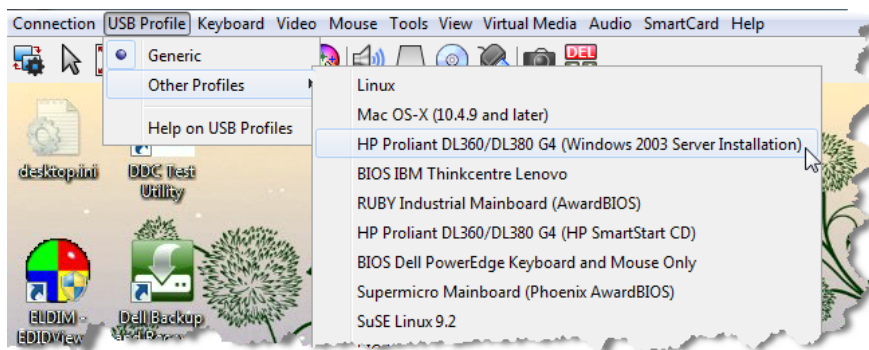 Connection USB Profile Keyboard Video Mouse Tools View Virtual Media Audio SmartCard Help
Generic
DEL
Other Profiles
Linux
Mac OS-X (10.4.9 and later)
Help on USB Profiles
HP Proliant DL360/DL380 G4 (Windows 2003 Server Installation)
desktop.ini
DDC Test
Utility
BIOS IBM Thinkcentre Lenovo
RUBY Industrial Mainboard (AwardBIOS)
HP Proliant DL360/DL380 G4 (HP SmartStart CD)
BIOS Dell PowerEdge Keyboard and Mouse Only
Supermicro Mainboard (Phoenix AwardBIOS)
SuSE Linux 9.2
ELDIM -
EDIDView
Dell Backup